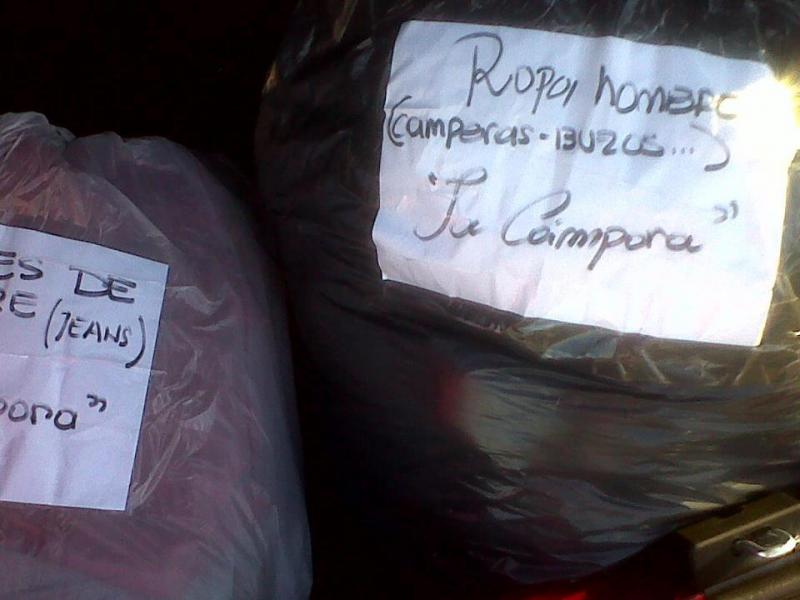 ES DE
RE (JEANS)
pora"
Ropa hombre
(camperas - BUZOS...)
"La Cámpora"